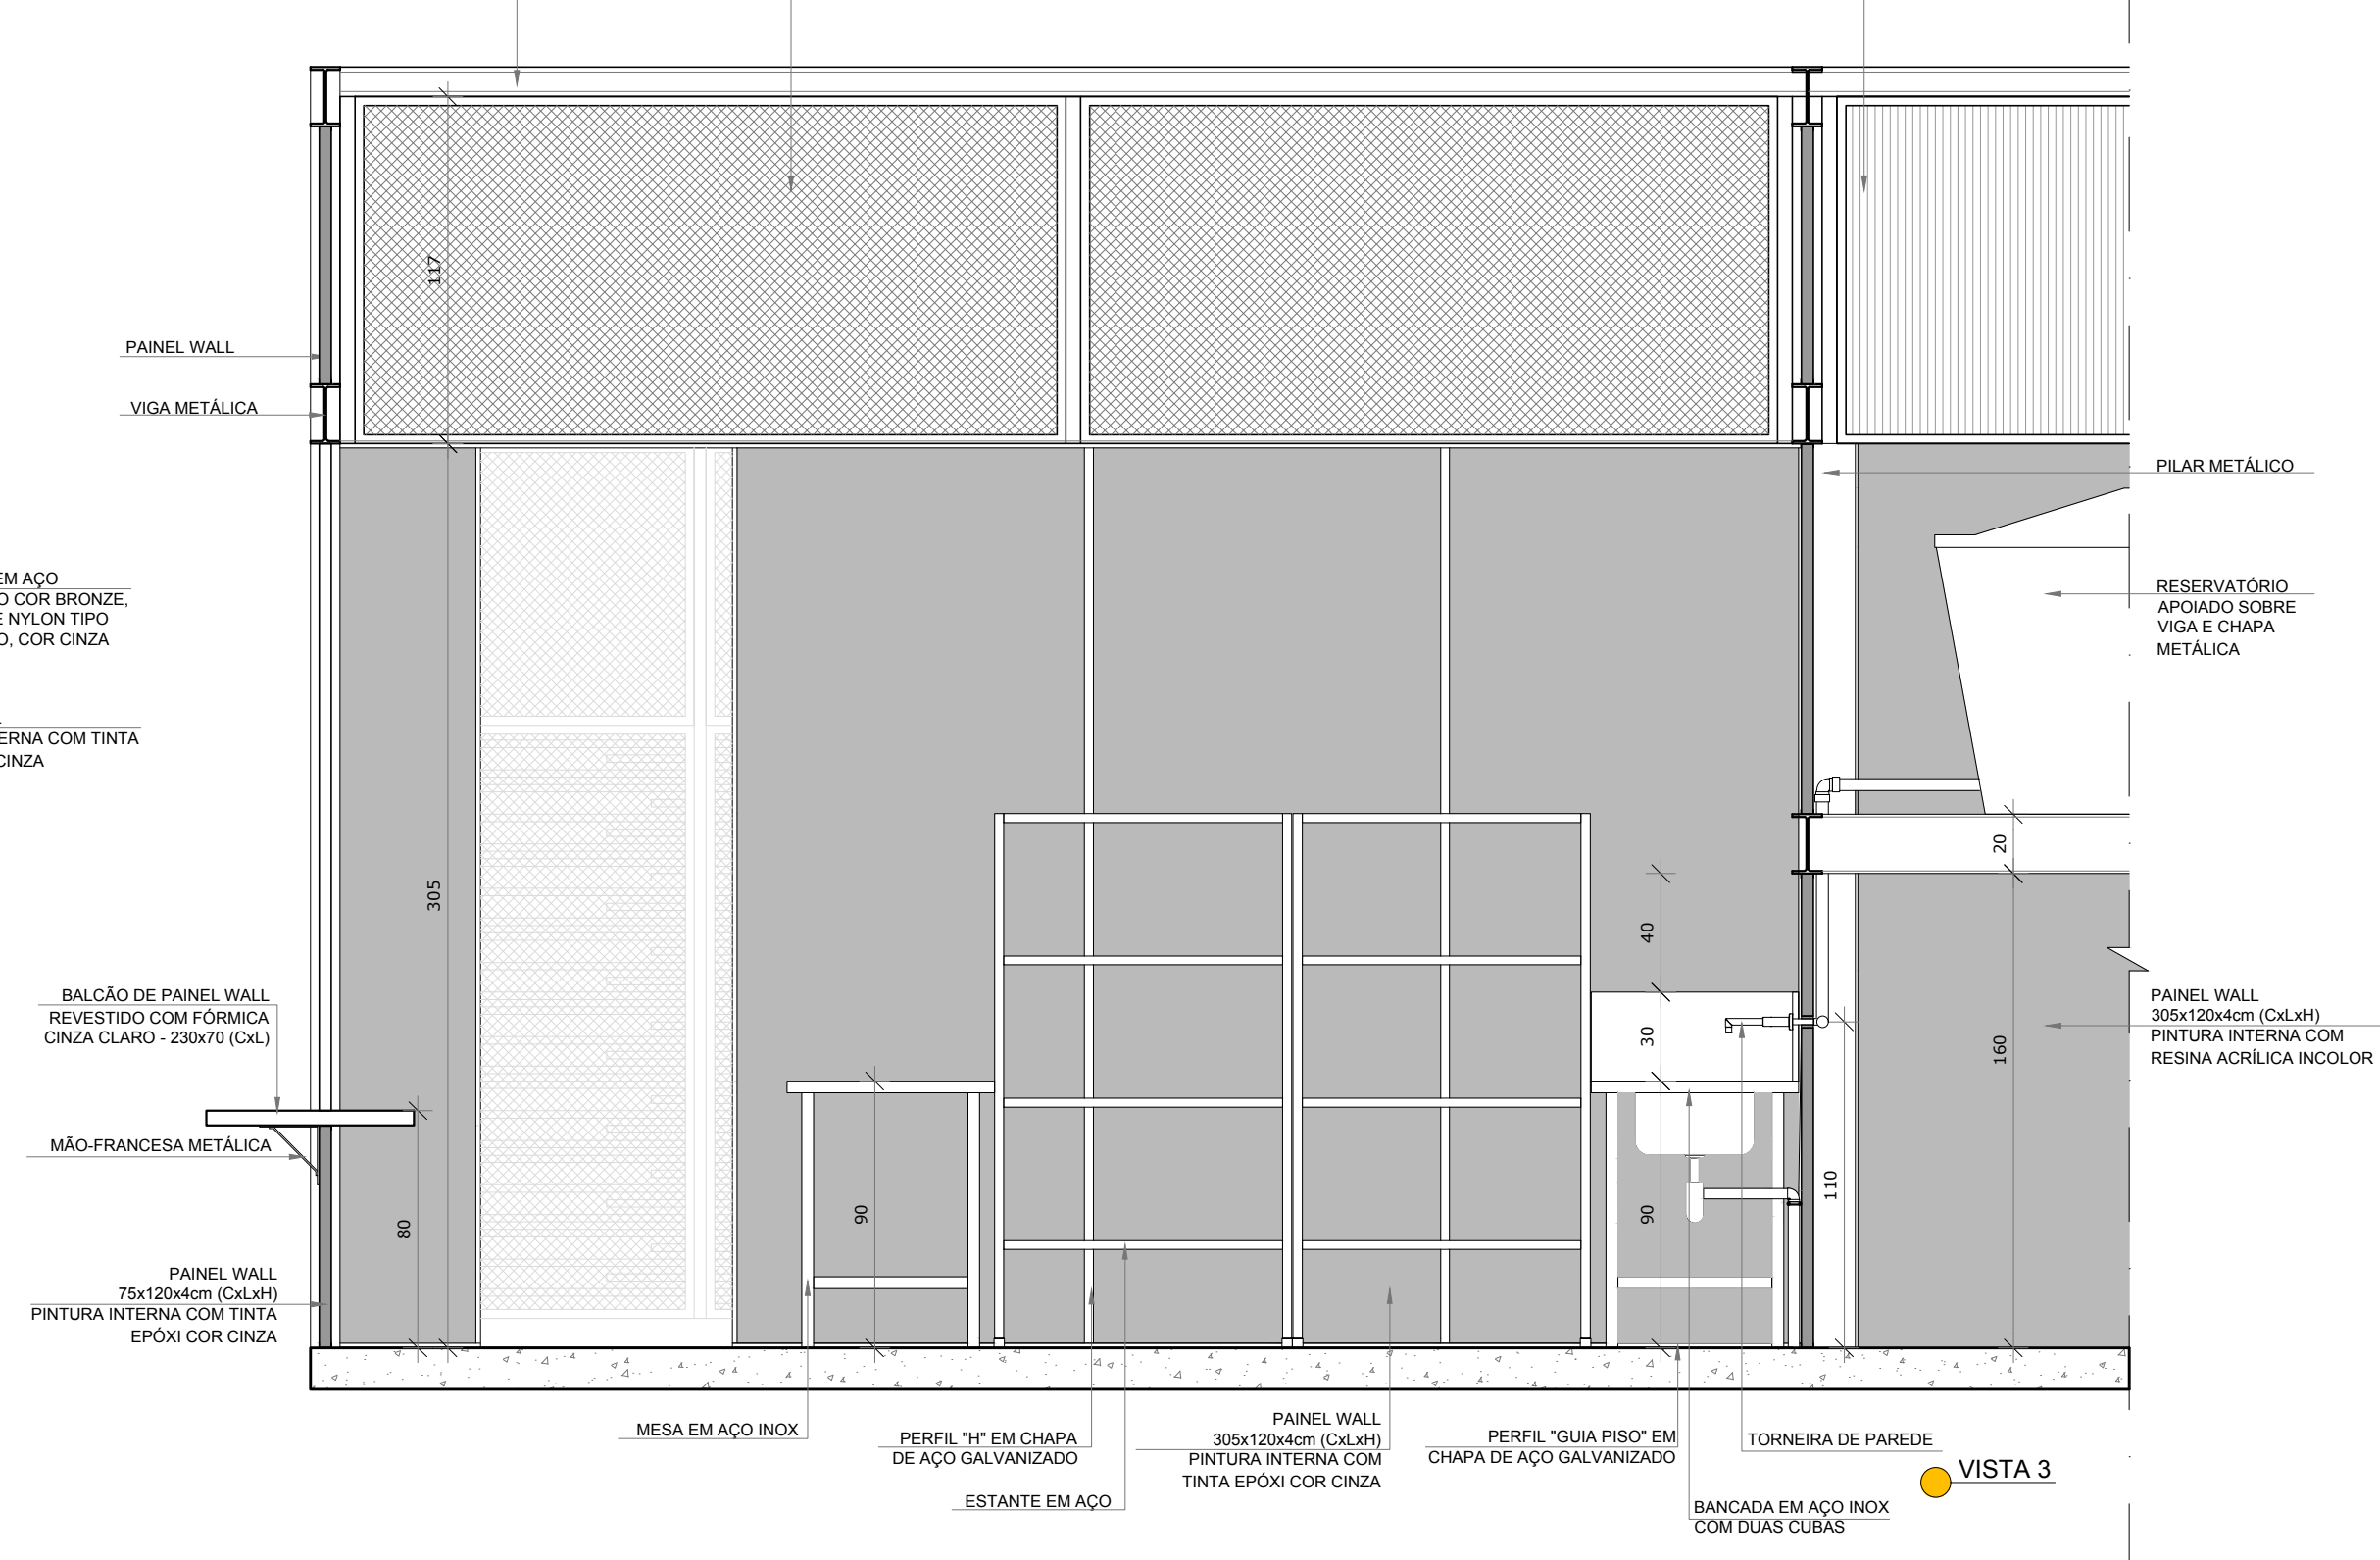 117
PAINEL WALL
VIGA METÁLICA
PILAR METÁLICO
EM AÇO
O COR BRONZE,
E NYLON TIPO
O, COR CINZA
RESERVATÓRIO
APOIADO SOBRE
VIGA E CHAPA
METÁLICA
ERNA COM TINTA
CINZA
20
305
40
BALCÃO DE PAINEL WALL
REVESTIDO COM FÓRMICA
CINZA CLARO - 230x70 (CxL)
30
160
PAINEL WALL
305x120x4cm (CxLxH)
PINTURA INTERNA COM
RESINA ACRÍLICA INCOLOR
MÃO-FRANCESA METÁLICA
80
90
90
110
PAINEL WALL
75x120x4cm (CxLxH)
PINTURA INTERNA COM TINTA
EPÓXI COR CINZA
MESA EM AÇO INOX
PERFIL "H" EM CHAPA
DE AÇO GALVANIZADO
ESTANTE EM AÇO
PAINEL WALL
305x120x4cm (CxLxH)
PINTURA INTERNA COM
TINTA EPÓXI COR CINZA
PERFIL "GUIA PISO" EM
CHAPA DE AÇO GALVANIZADO
TORNEIRA DE PAREDE
BANCADA EM AÇO INOX
COM DUAS CUBAS
VISTA 3